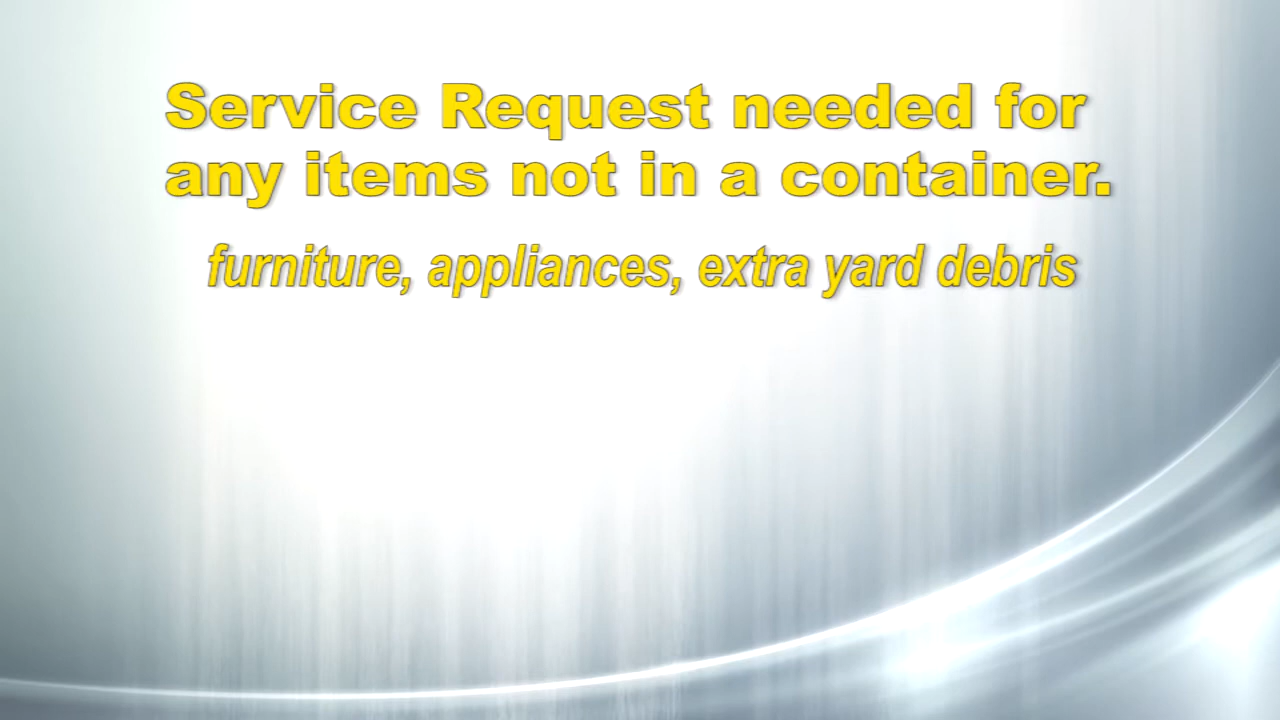 Service Request needed for
any items not in a container.
furniture, appliances, extra yard debris